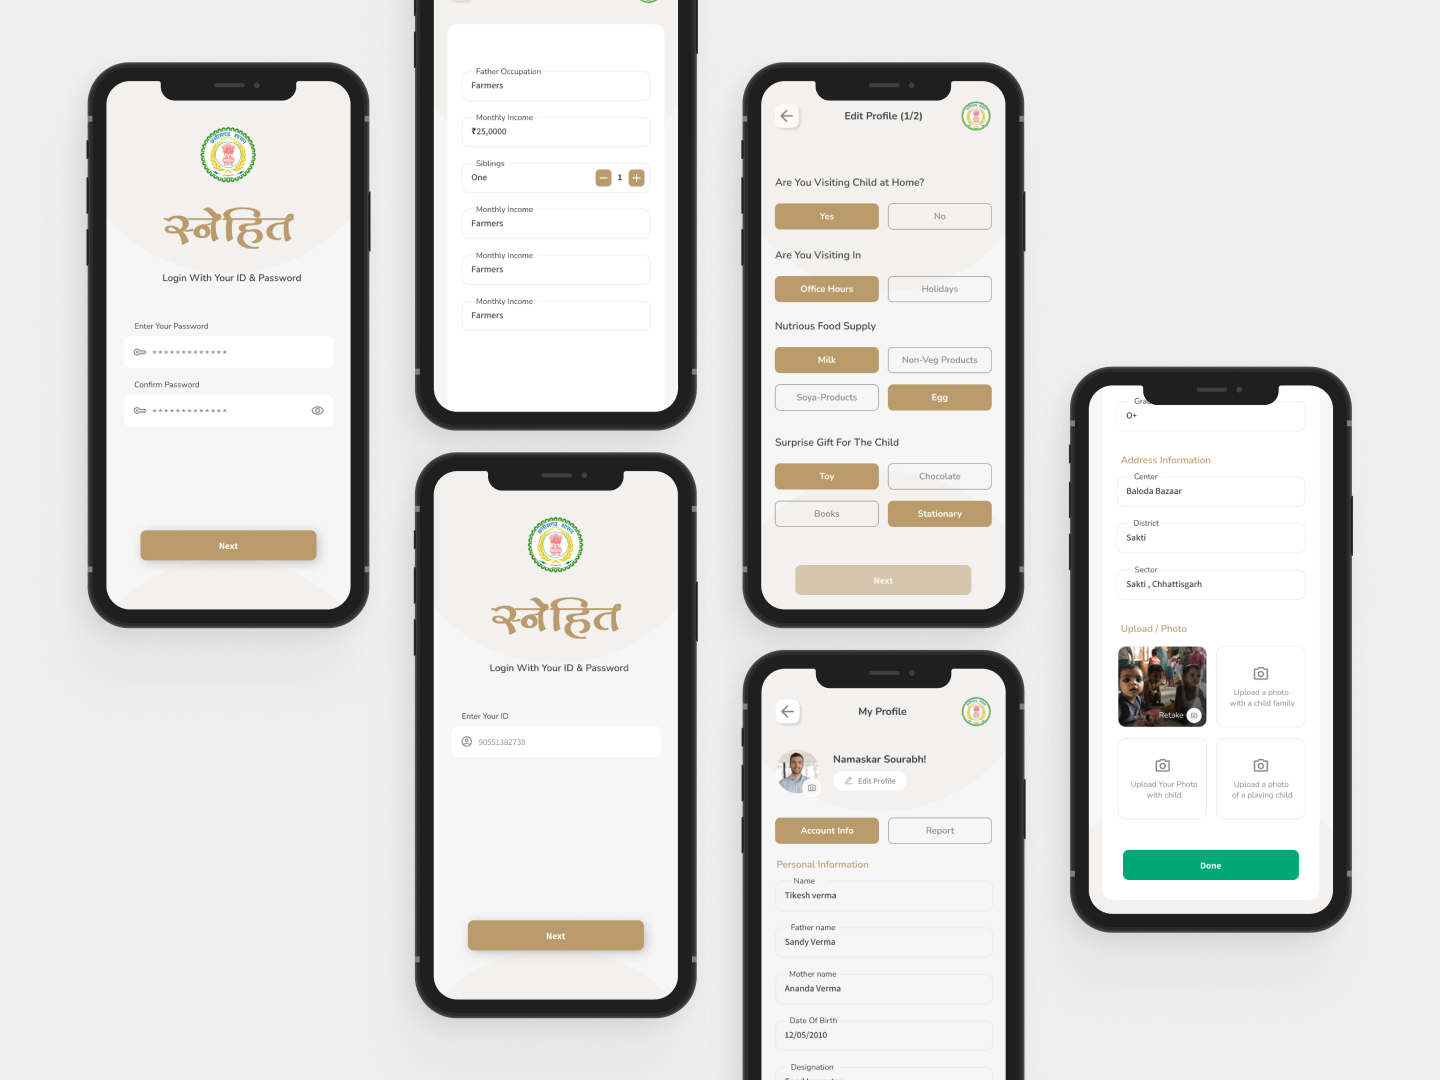 छत्तीसगढ़ शासन
स्नेहित
Login With Your ID & Password
Enter Your Password
*************
Confirm Password
*************
Next
Father Occupation
Farmers
Monthly Income
₹25,0000
Siblings
One
1
Monthly Income
Farmers
Monthly Income
Farmers
Monthly Income
Farmers
छत्तीसगढ़ शासन
स्नेहित
Login With Your ID & Password
Enter Your ID
90551382738
Next
Edit Profile (1/2)
Are You Visiting Child at Home?
Yes
No
Are You Visiting In
Office Hours
Holidays
Nutrious Food Supply
Milk
Non-Veg Products
Soya-Products
Egg
Surprise Gift For The Child
Toy
Chocolate
Books
Stationary
Next
My Profile
Namaskar Sourabh!
Edit Profile
Account Info
Report
Personal Information
Name
Tikesh verma
Father name
Sandy Verma
Mother name
Ananda Verma
Date Of Birth
12/05/2010
Designation
O+
Address Information
Center
Baloda Bazaar
District
Sakti
Sector
Sakti , Chhattisgarh
Upload / Photo
Retake
Upload a photo
with a child family
Upload Your Photo
with child
Upload a photo
of a playing child
Done